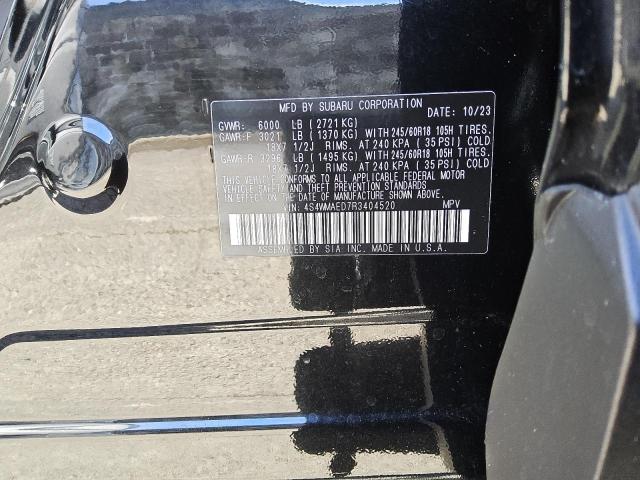 MFD BY SUBARU CORPORATION DATE: 10/23
GVWR: 6000 LB (2721 KG)
GAWR:F 3021 LB (1370 KG) WITH 245/60R18 105H TIRES.
18X7 1/2J RIMS. AT 240 KPA (35 PSI) COLD
GAWR:R 3296 LB (1495 KG) WITH 245/60R18 105H TIRES.
18X7 1/2J RIMS. AT 240 KPA (35 PSI) COLD
THIS VEHICLE CONFORMS TO ALL APPLICABLE FEDERAL MOTOR
VEHICLE SAFETY AND THEFT PREVENTION STANDARDS
IN EFFECT ON THE DATE OF MANUFACTURE SHOWN ABOVE.
VIN: 4S4WMAED7R3404520 MPV
ASSEMBLED BY SIA INC. MADE IN U.S.A.